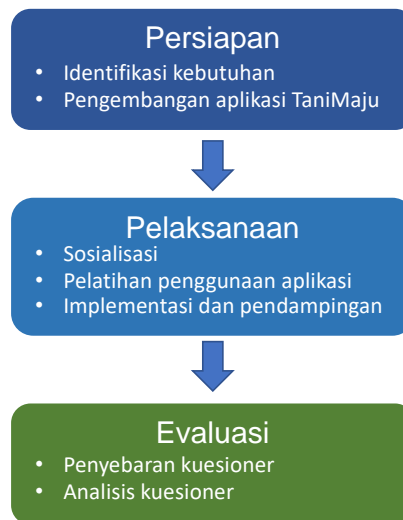 Persiapan
• Identifikasi kebutuhan
• Pengembangan aplikasi TaniMaju
Pelaksanaan
• Sosialisasi
• Pelatihan penggunaan aplikasi
• Implementasi dan pendampingan
Evaluasi
• Penyebaran kuesioner
• Analisis kuesioner